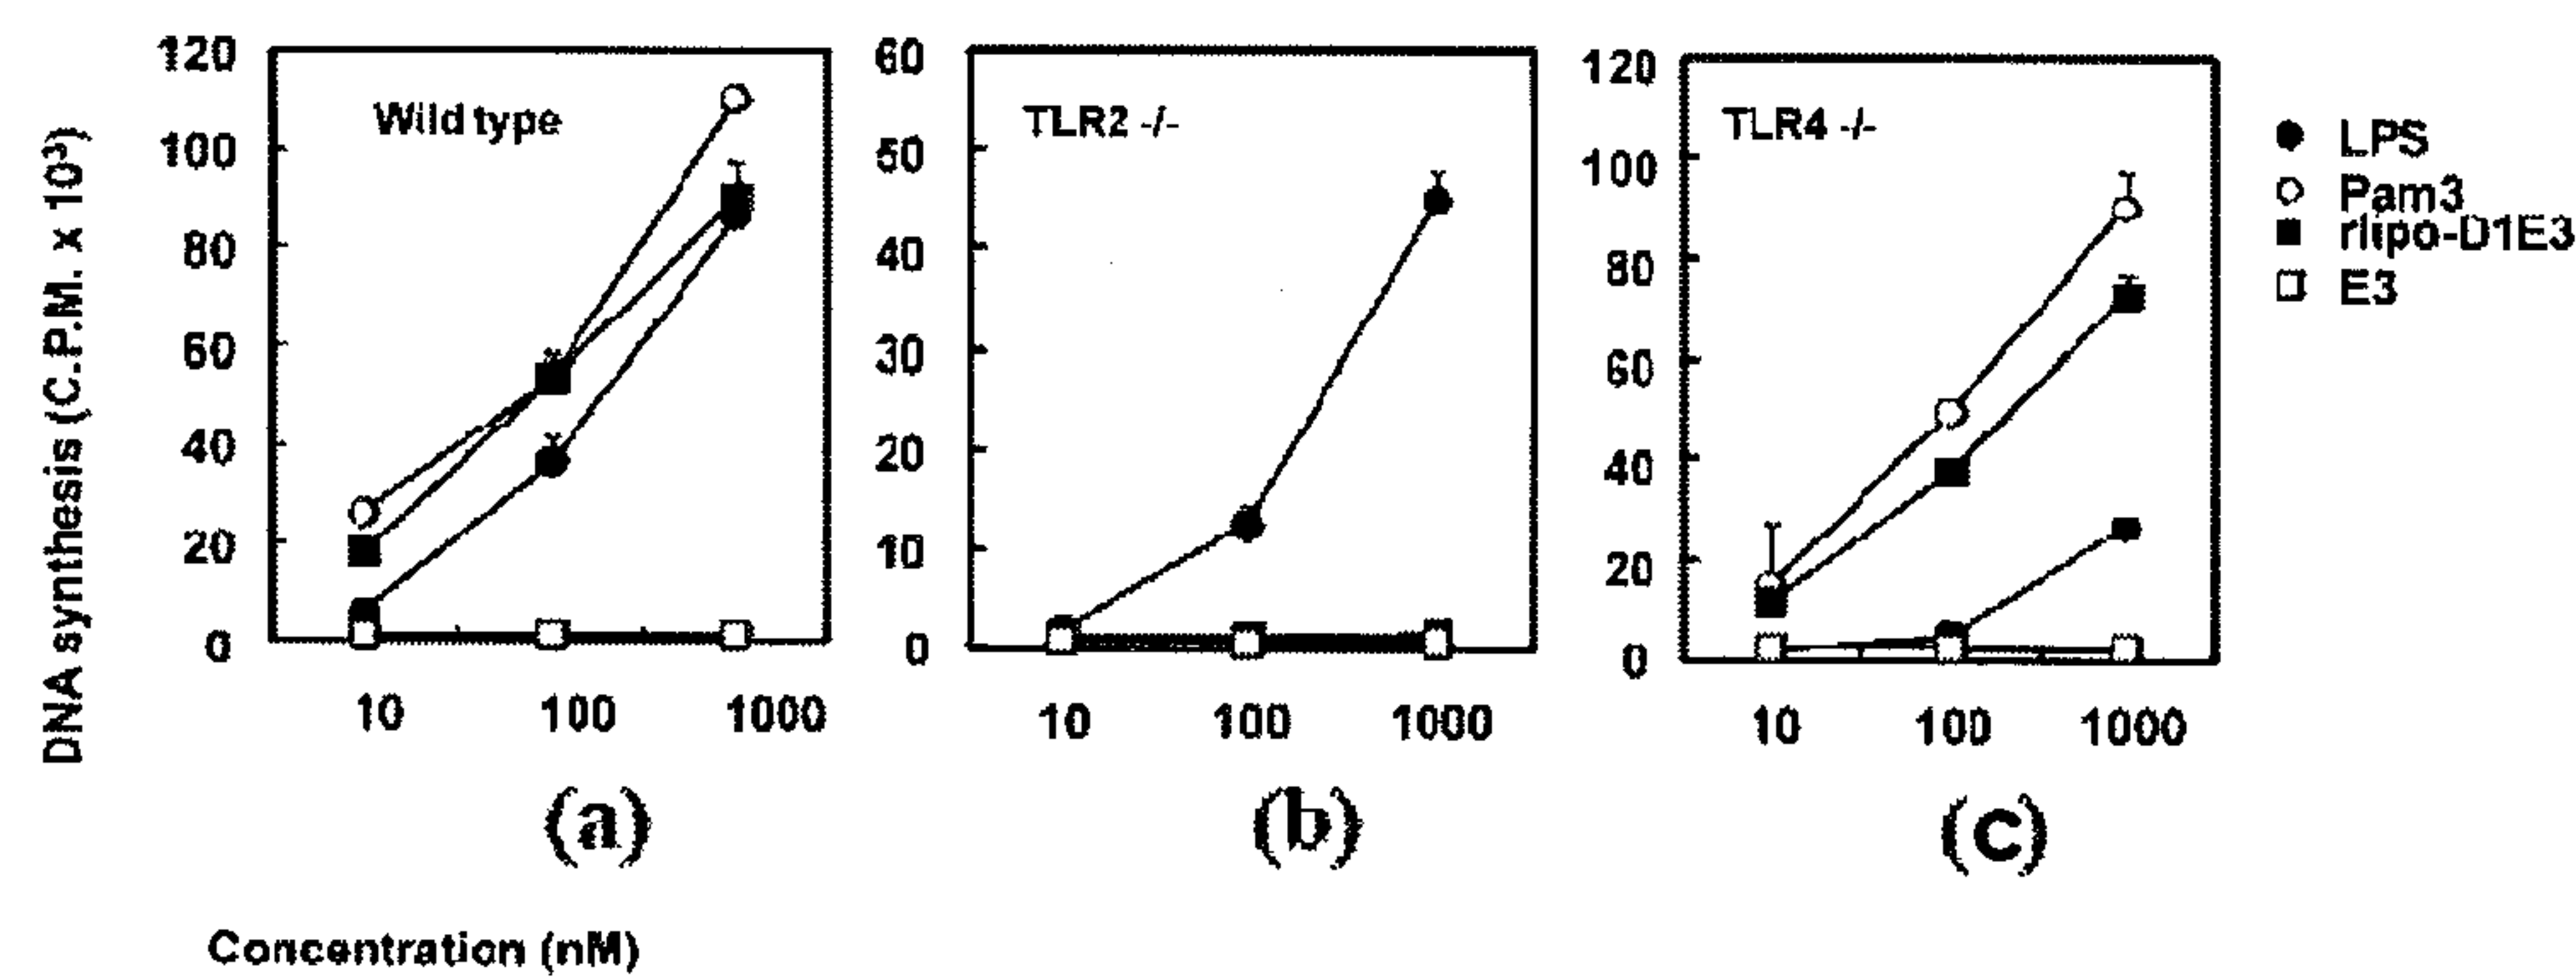 DNA synthesis (C.P.M. x 10³)
120
100
80
60
40
20
0
Wild type
10 100 1000
(a)
60
50
40
30
20
10
0
TLR2 -/-
10 100 1000
(b)
120
100
80
60
40
20
0
TLR4 -/-
10 100 1000
(c)
LPS
Pam3
rlipo-D1E3
E3
Concentration (nM)